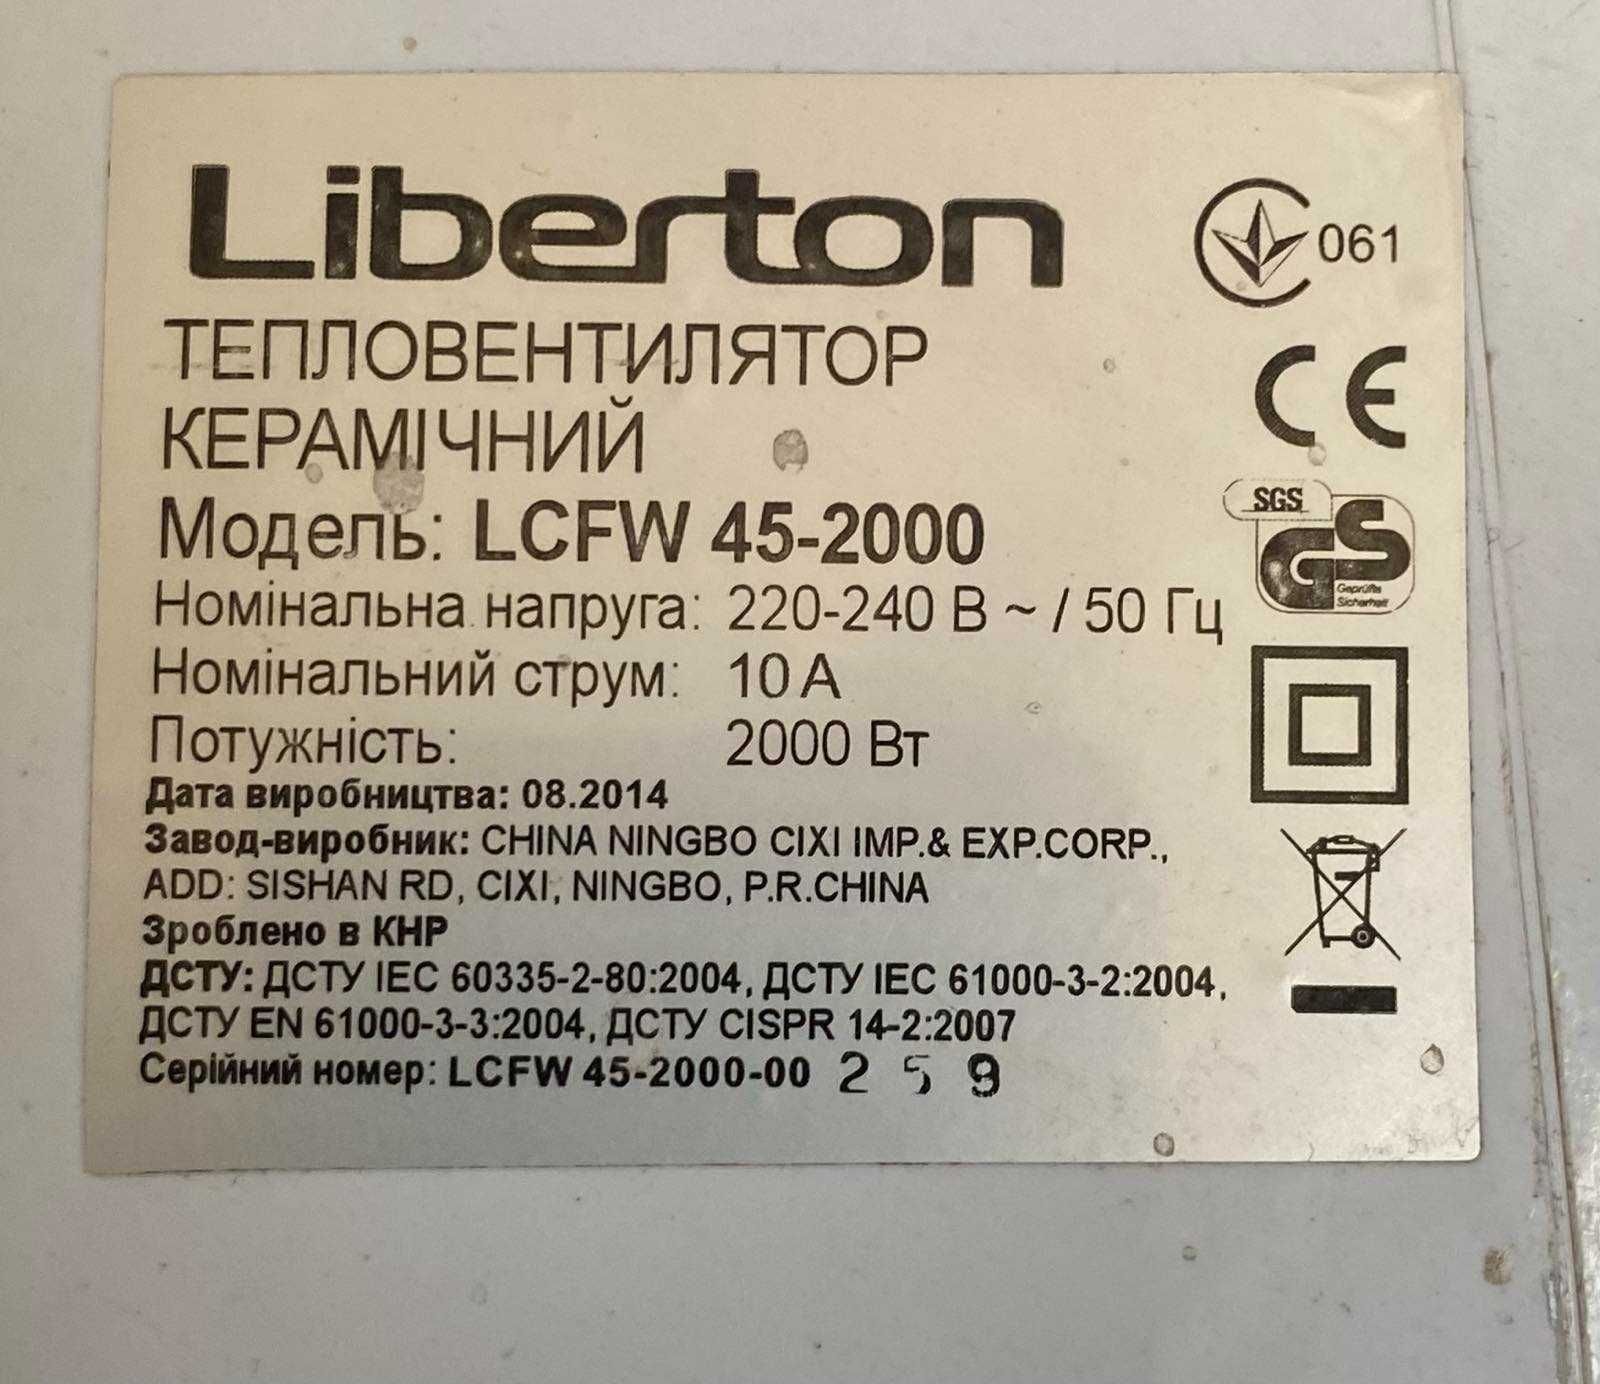 Liberton
061
ТЕПЛОВЕНТИЛЯТОР
КЕРАМІЧНИЙ
CE
Модель: LCFW 45-2000
SGS
GS
Geprüfte
Sicherheit
Номінальна напруга: 220-240 В ~ / 50 Гц
Номінальний струм: 10 А
Потужність: 2000 Вт
Дата виробництва: 08.2014
Завод-виробник: CHINA NINGBO CIXI IMP.& EXP.CORP.,
ADD: SISHAN RD, CIXI, NINGBO, P.R.CHINA
Зроблено в КНР
ДСТУ: ДСТУ IEC 60335-2-80:2004, ДСТУ IEC 61000-3-2:2004,
ДСТУ EN 61000-3-3:2004, ДСТУ CISPR 14-2:2007
Серійний номер: LCFW 45-2000-00 2 5 9